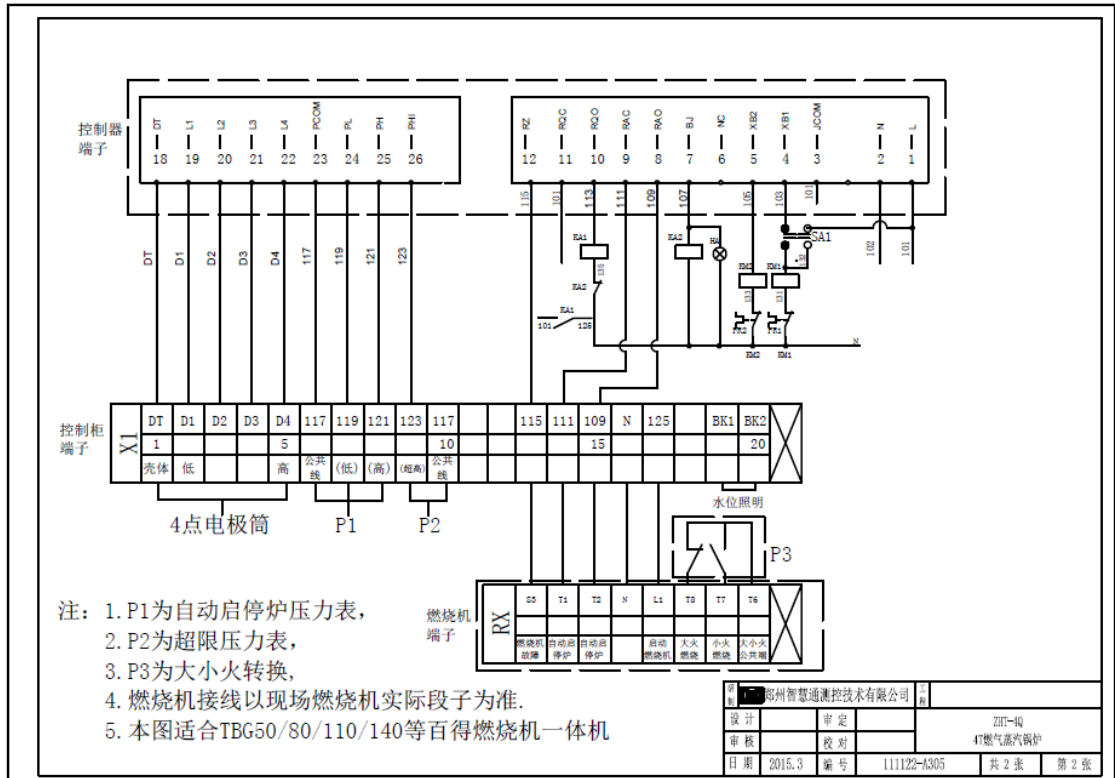 控制器
端子
DT L1 L2 L3 L4 PCOM PL PH PHI
18 19 20 21 22 23 24 25 26
RZ RQC RQO RAC RAO BJ NC XB2 XB1 JCOM N L
12 11 10 9 8 7 6 5 4 3 2 1
115 101 113 111 109 107 105 103 101 102 101
DT D1 D2 D3 D4 117 119 121 123
KA1 KA2 HA SA1
135 132
KA2 KM2 KM1
133 131
KA1 FR2 FR1
101 125 KM2 KM1 N
控制柜
端子
X1
DT D1 D2 D3 D4 117 119 121 123 117 115 111 109 N 125 BK1 BK2
1 5 10 15 20
壳体 低 高 公共线 (低) (高) (超高) 公共线
4点电极筒 P1 P2 水位照明
P3
燃烧机
端子
RX
S3 T1 T2 N L1 T8 T7 T6
燃烧机故障 自动启停炉 自动启停炉 启动燃烧机 大火燃烧 小火燃烧 大小火公共端
注: 1.P1为自动启停炉压力表,
2.P2为超限压力表,
3.P3为大小火转换,
4.燃烧机接线以现场燃烧机实际段子为准.
5.本图适合TBG50/80/110/140等百得燃烧机一体机
研制 郑州智慧通测控技术有限公司 工程
设计 审定 ZHT-4Q
审核 校对 4T燃气蒸汽锅炉
日期 2015.3 编号 111122-A305 共2张 第2张